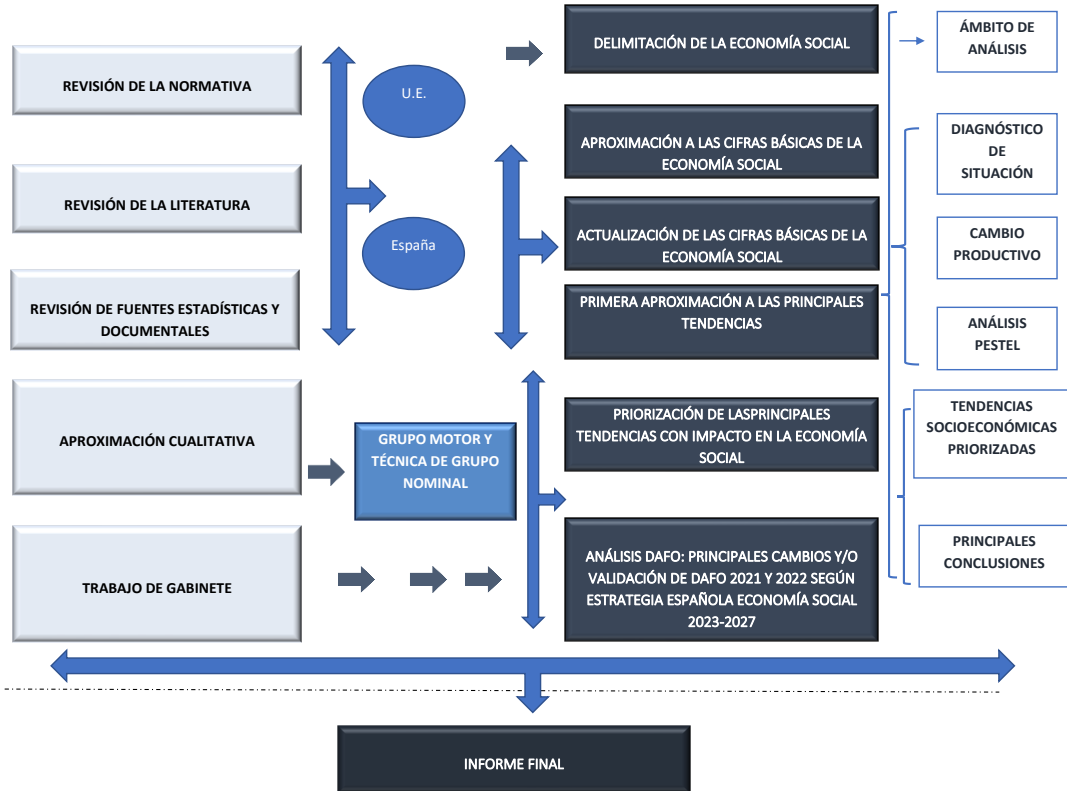 REVISIÓN DE LA NORMATIVA
REVISIÓN DE LA LITERATURA
REVISIÓN DE FUENTES ESTADÍSTICAS Y
DOCUMENTALES
APROXIMACIÓN CUALITATIVA
TRABAJO DE GABINETE
U.E.
España
GRUPO MOTOR Y
TÉCNICA DE GRUPO
NOMINAL
DELIMITACIÓN DE LA ECONOMÍA SOCIAL
APROXIMACIÓN A LAS CIFRAS BÁSICAS DE LA
ECONOMÍA SOCIAL
ACTUALIZACIÓN DE LAS CIFRAS BÁSICAS DE LA
ECONOMÍA SOCIAL
PRIMERA APROXIMACIÓN A LAS PRINCIPALES
TENDENCIAS
PRIORIZACIÓN DE LASPRINCIPALES
TENDENCIAS CON IMPACTO EN LA ECONOMÍA
SOCIAL
ANÁLISIS DAFO: PRINCIPALES CAMBIOS Y/O
VALIDACIÓN DE DAFO 2021 Y 2022 SEGÚN
ESTRATEGIA ESPAÑOLA ECONOMÍA SOCIAL
2023-2027
ÁMBITO DE
ANÁLISIS
DIAGNÓSTICO
DE
SITUACIÓN
CAMBIO
PRODUCTIVO
ANÁLISIS
PESTEL
TENDENCIAS
SOCIOECONÓMICAS
PRIORIZADAS
PRINCIPALES
CONCLUSIONES
INFORME FINAL